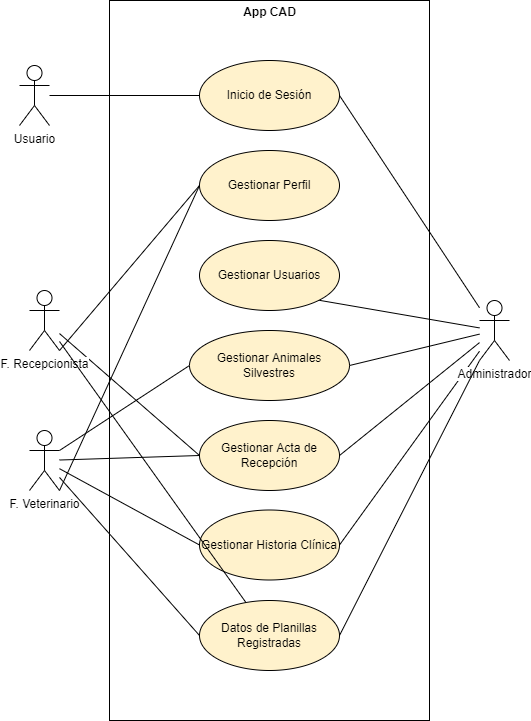 App CAD
Inicio de Sesión
Usuario
Gestionar Perfil
Gestionar Usuarios
F. Recepcionista
Gestionar Animales
Silvestres
Administrador
Gestionar Acta de
Recepción
F. Veterinario
Gestionar Historia Clínica
Datos de Planillas
Registradas